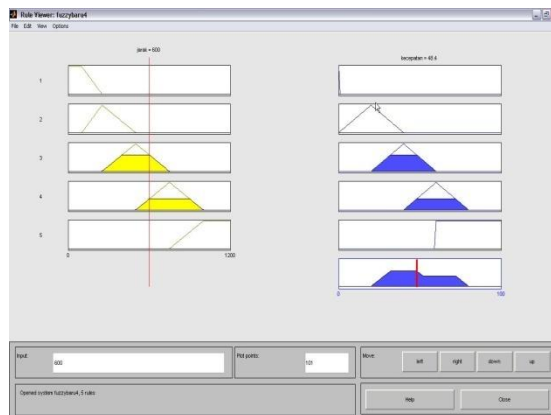 Rule Viewer: fuzzybaru4
File Edit View Options
jarak = 600
kecepatan = 48.4
1
2
3
4
5
0
1200
0
100
Input:
600
Plot points:
101
Move:
left
right
down
up
Opened system fuzzybaru4, 5 rules
Help
Close